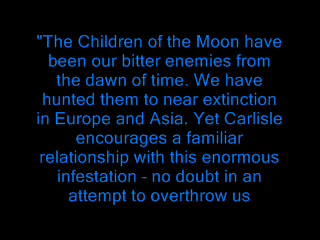 "The Children of the Moon have
been our bitter enemies from
the dawn of time. We have
hunted them to near extinction
in Europe and Asia. Yet Carlisle
encourages a familiar
relationship with this enormous
infestation - no doubt in an
attempt to overthrow us